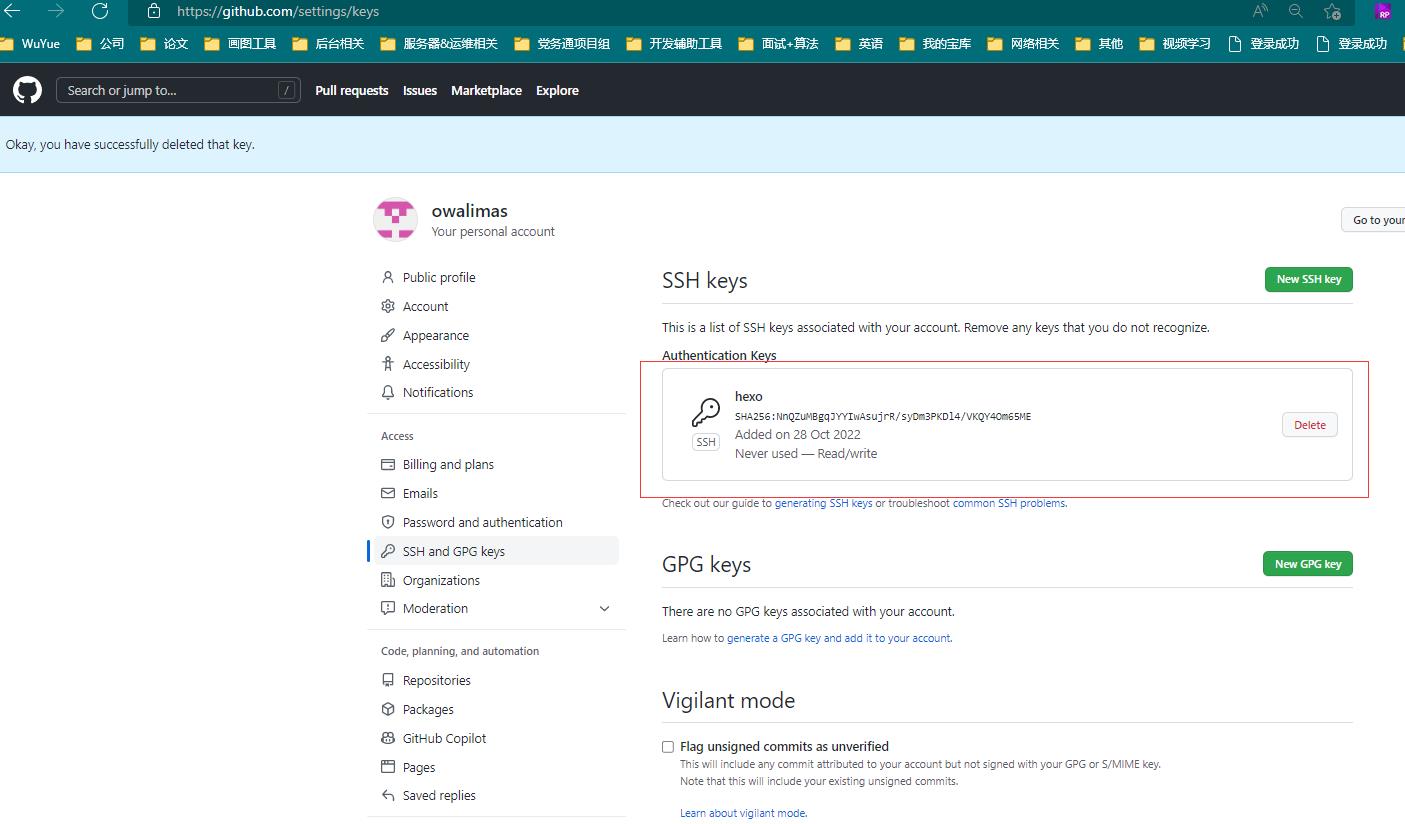 https://github.com/settings/keys
RP
WuYue 公司 论文 画图工具 后台相关 服务器&运维相关 党务通项目组 开发辅助工具 面试+算法 英语 我的宝库 网络相关 其他 视频学习 登录成功 登录成功
Search or jump to... / Pull requests Issues Marketplace Explore
Okay, you have successfully deleted that key.
owalimas
Your personal account
Go to your
Public profile
Account
Appearance
Accessibility
Notifications
Access
Billing and plans
Emails
Password and authentication
SSH and GPG keys
Organizations
Moderation
Code, planning, and automation
Repositories
Packages
GitHub Copilot
Pages
Saved replies
SSH keys
New SSH key
This is a list of SSH keys associated with your account. Remove any keys that you do not recognize.
Authentication Keys
hexo
SHA256:NnQZuMBgqJYYIwAsujrR/syDm3PKDl4/VKQY4Om65ME
Added on 28 Oct 2022
Never used — Read/write
SSH
Delete
Check out our guide to generating SSH keys or troubleshoot common SSH problems.
GPG keys
New GPG key
There are no GPG keys associated with your account.
Learn how to generate a GPG key and add it to your account.
Vigilant mode
Flag unsigned commits as unverified
This will include any commit attributed to your account but not signed with your GPG or S/MIME key.
Note that this will include your existing unsigned commits.
Learn about vigilant mode.